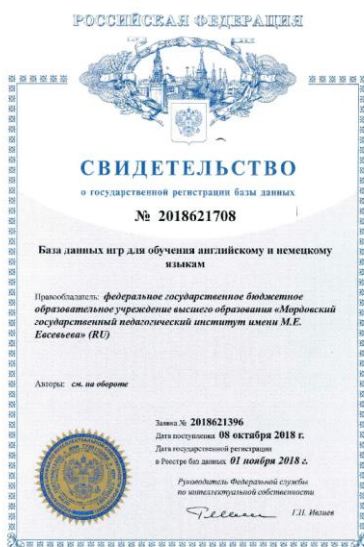 РОССИЙСКАЯ ФЕДЕРАЦИЯ
СВИДЕТЕЛЬСТВО
о государственной регистрации базы данных
№ 2018621708
База данных игр для обучения английскому и немецкому
языкам
Правообладатель: федеральное государственное бюджетное
образовательное учреждение высшего образования «Мордовский
государственный педагогический институт имени М.Е.
Евсевьева» (RU)
Авторы: см. на обороте
Заявка № 2018621396
Дата поступления 08 октября 2018 г.
Дата государственной регистрации
в Реестре баз данных 01 ноября 2018 г.
Руководитель Федеральной службы
по интеллектуальной собственности
Г.П. Ивлиев